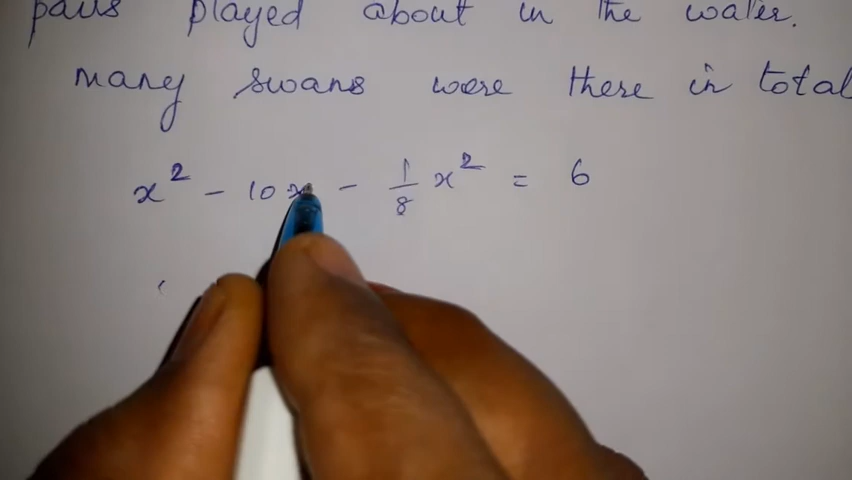 pairs played about in the water.
many swans were there in total
x² - 10x - 1/8 x² = 6